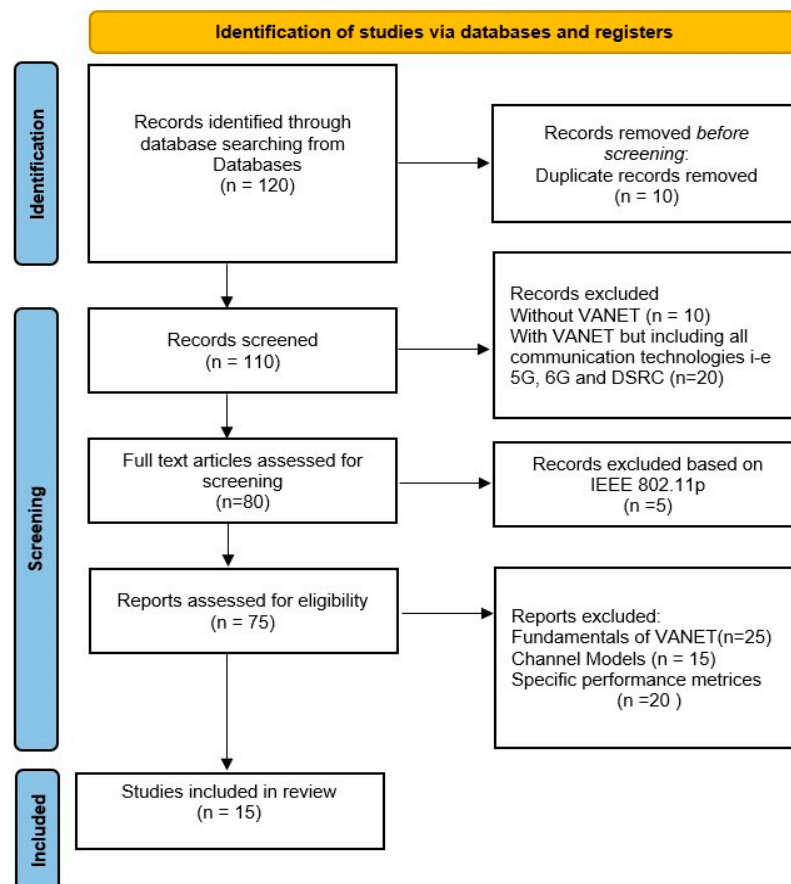 Identification of studies via databases and registers
Identification
Records identified through
database searching from
Databases
(n = 120)
Records removed before
screening:
Duplicate records removed
(n = 10)
Screening
Records screened
(n = 110)
Records excluded
Without VANET (n = 10)
With VANET but including all
communication technologies i-e
5G, 6G and DSRC (n=20)
Full text articles assessed for
screening
(n=80)
Records excluded based on
IEEE 802.11p
(n =5)
Reports assessed for eligibility
(n = 75)
Reports excluded:
Fundamentals of VANET(n=25)
Channel Models (n = 15)
Specific performance metrices
(n =20 )
Included
Studies included in review
(n = 15)